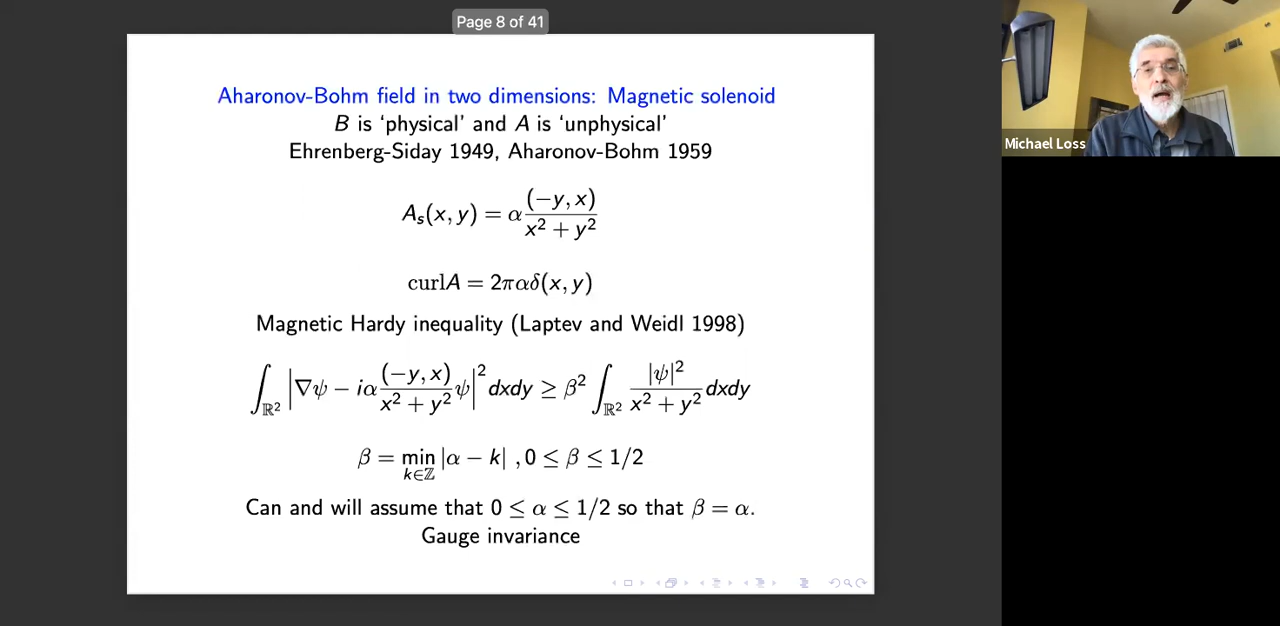 Page 8 of 41
Aharonov-Bohm field in two dimensions: Magnetic solenoid
B is ‘physical’ and A is ‘unphysical’
Ehrenberg-Siday 1949, Aharonov-Bohm 1959
A_s(x, y) = α (−y, x) / (x² + y²)
curlA = 2παδ(x, y)
Magnetic Hardy inequality (Laptev and Weidl 1998)
∫_ℝ² |∇ψ − iα (−y, x) / (x² + y²) ψ|² dxdy ≥ β² ∫_ℝ² |ψ|² / (x² + y²) dxdy
β = min_{k∈ℤ} |α − k| , 0 ≤ β ≤ 1/2
Can and will assume that 0 ≤ α ≤ 1/2 so that β = α.
Gauge invariance
Michael Loss